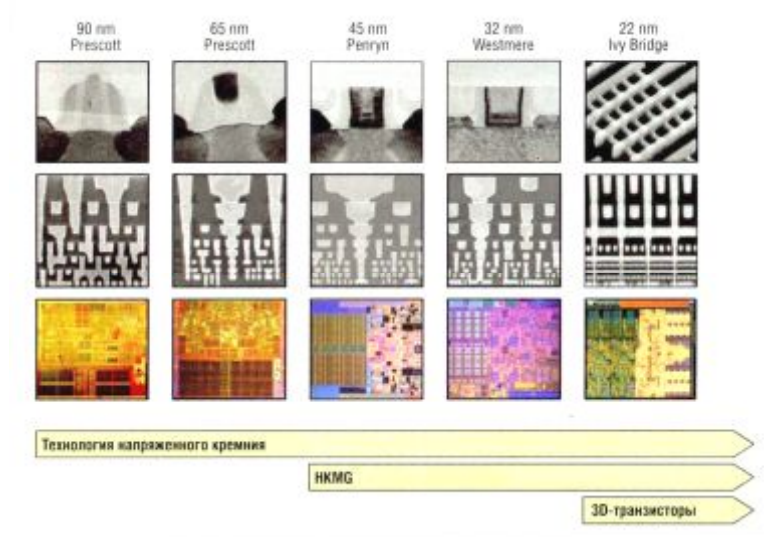 90 nm
Prescott
65 nm
Prescott
45 nm
Penryn
32 nm
Westmere
22 nm
Ivy Bridge
Технология напряженного кремния
HKMG
3D-транзисторы